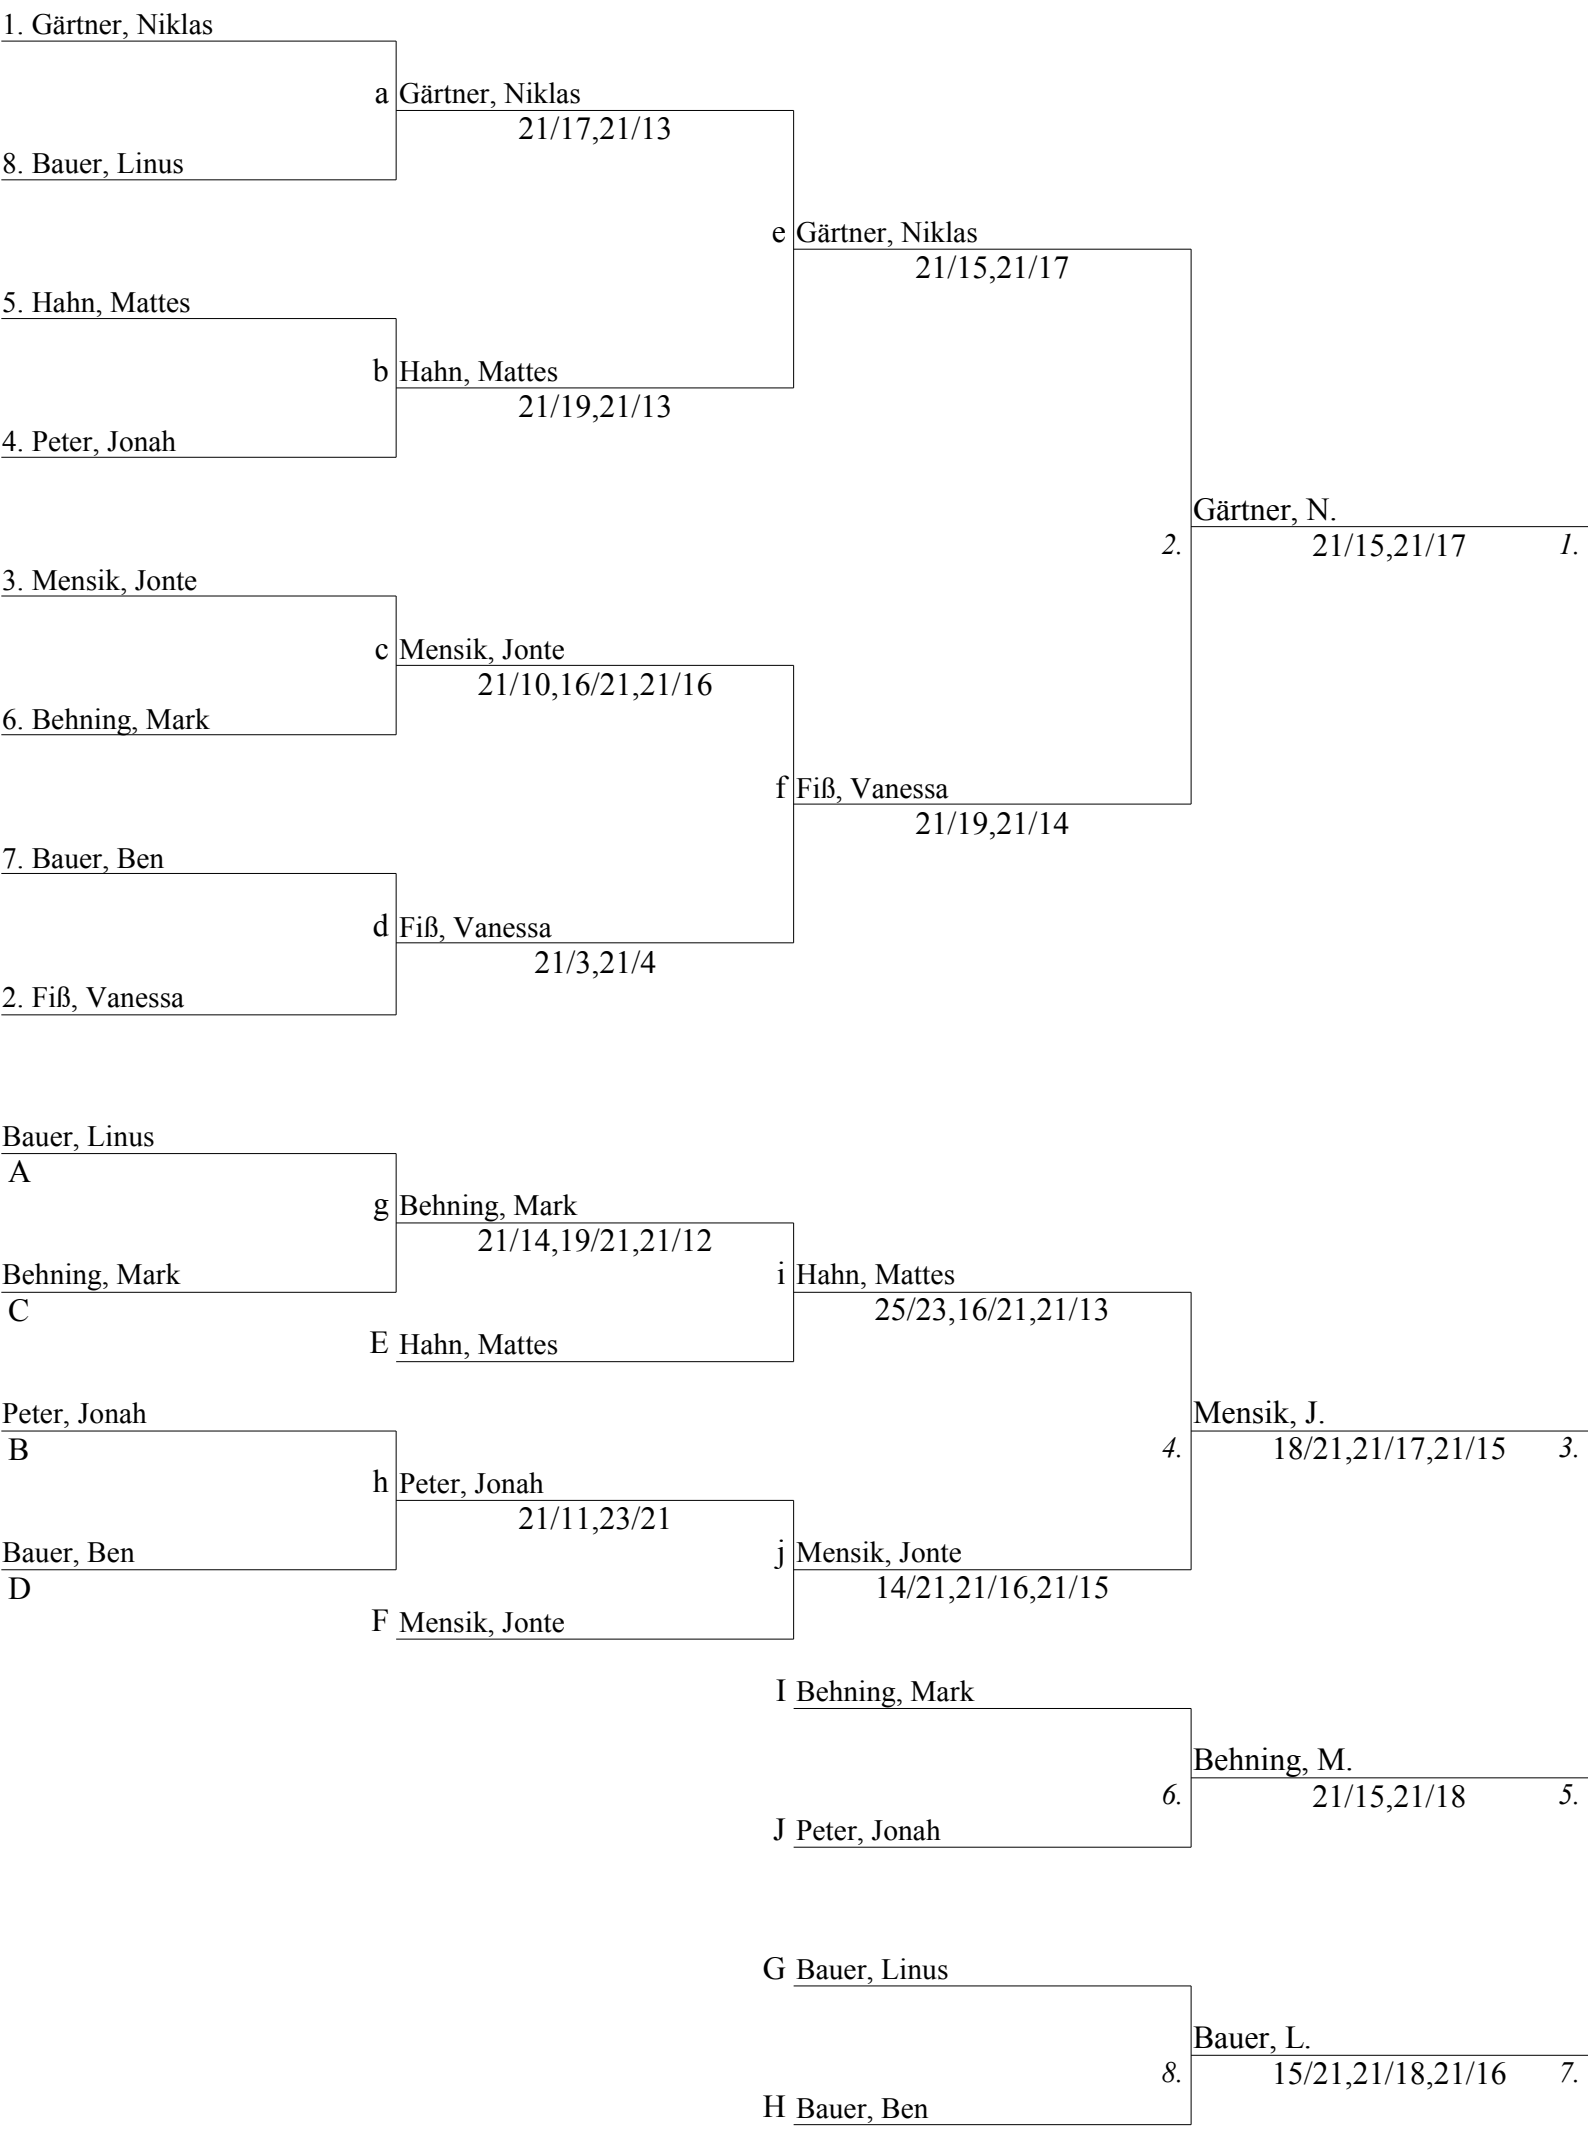 1. Gärtner, Niklas
a Gärtner, Niklas
21/17,21/13
8. Bauer, Linus
e Gärtner, Niklas
21/15,21/17
5. Hahn, Mattes
b Hahn, Mattes
21/19,21/13
4. Peter, Jonah
Gärtner, N.
2. 21/15,21/17 1.
3. Mensik, Jonte
c Mensik, Jonte
21/10,16/21,21/16
6. Behning, Mark
f Fiß, Vanessa
21/19,21/14
7. Bauer, Ben
d Fiß, Vanessa
21/3,21/4
2. Fiß, Vanessa
Bauer, Linus
A
g Behning, Mark
21/14,19/21,21/12
Behning, Mark
C
i Hahn, Mattes
25/23,16/21,21/13
E Hahn, Mattes
Peter, Jonah
B
Mensik, J.
4. 18/21,21/17,21/15 3.
h Peter, Jonah
21/11,23/21
Bauer, Ben
D
j Mensik, Jonte
14/21,21/16,21/15
F Mensik, Jonte
I Behning, Mark
Behning, M.
6. 21/15,21/18 5.
J Peter, Jonah
G Bauer, Linus
Bauer, L.
8. 15/21,21/18,21/16 7.
H Bauer, Ben